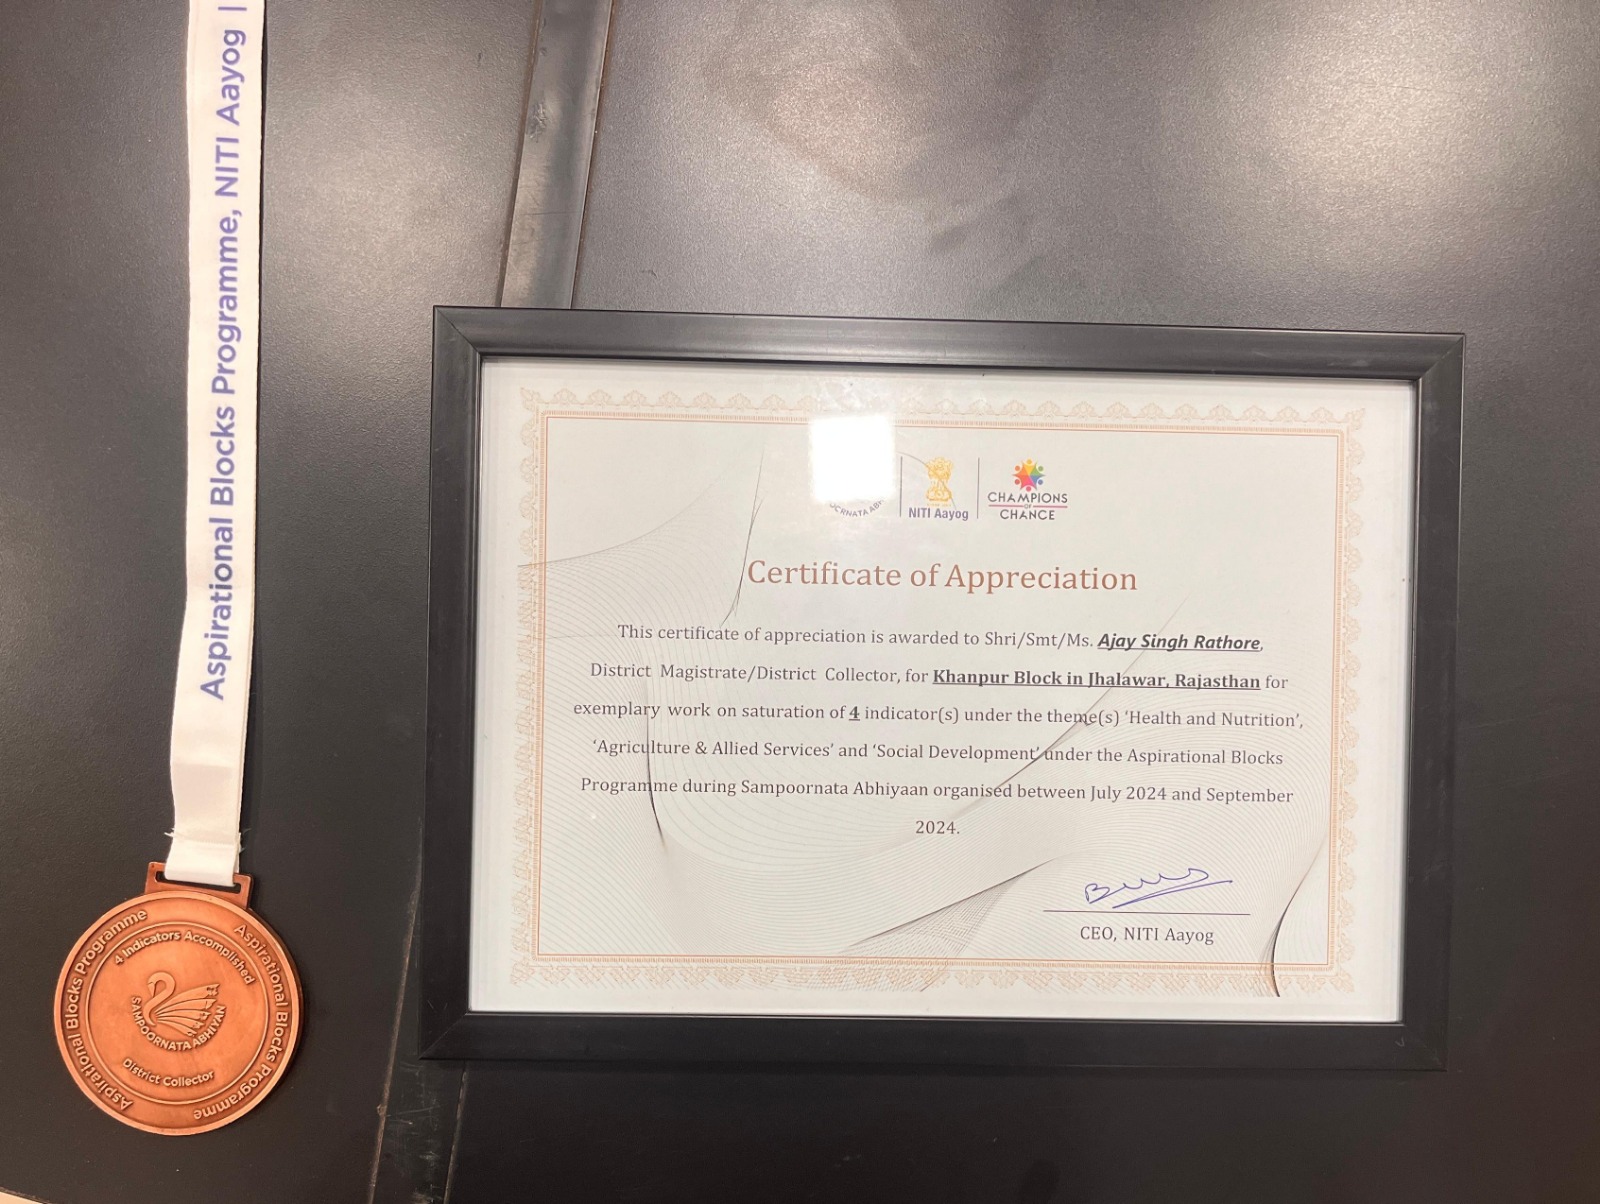 Aspirational Blocks Programme, NITI Aayog |
NITI Aayog
CHAMPIONS
OF
CHANGE
Certificate of Appreciation
This certificate of appreciation is awarded to Shri/Smt/Ms. Ajay Singh Rathore,
District Magistrate/District Collector, for Khanpur Block in Jhalawar, Rajasthan for
exemplary work on saturation of 4 indicator(s) under the theme(s) ‘Health and Nutrition’,
‘Agriculture & Allied Services’ and ‘Social Development’ under the Aspirational Blocks
Programme during Sampoornata Abhiyaan organised between July 2024 and September
2024.
CEO, NITI Aayog
Aspirational Blocks Programme
Aspirational Blocks Programme
4 Indicators Accomplished
SAMPOORNATA ABHIYAN
District Collector